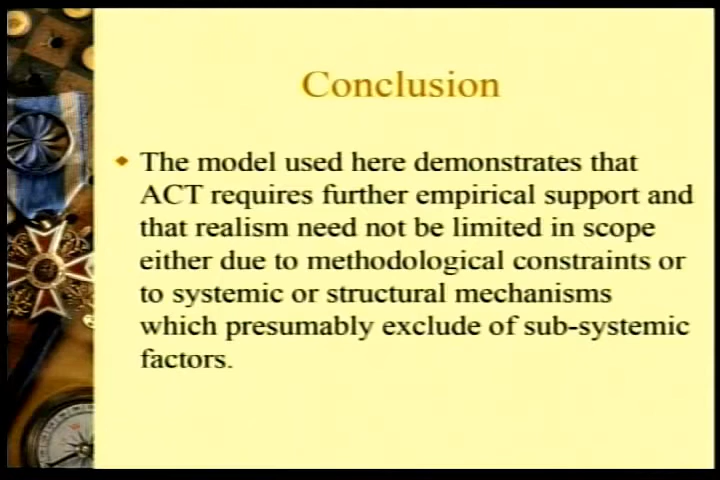 Conclusion
The model used here demonstrates that
ACT requires further empirical support and
that realism need not be limited in scope
either due to methodological constraints or
to systemic or structural mechanisms
which presumably exclude of sub-systemic
factors.